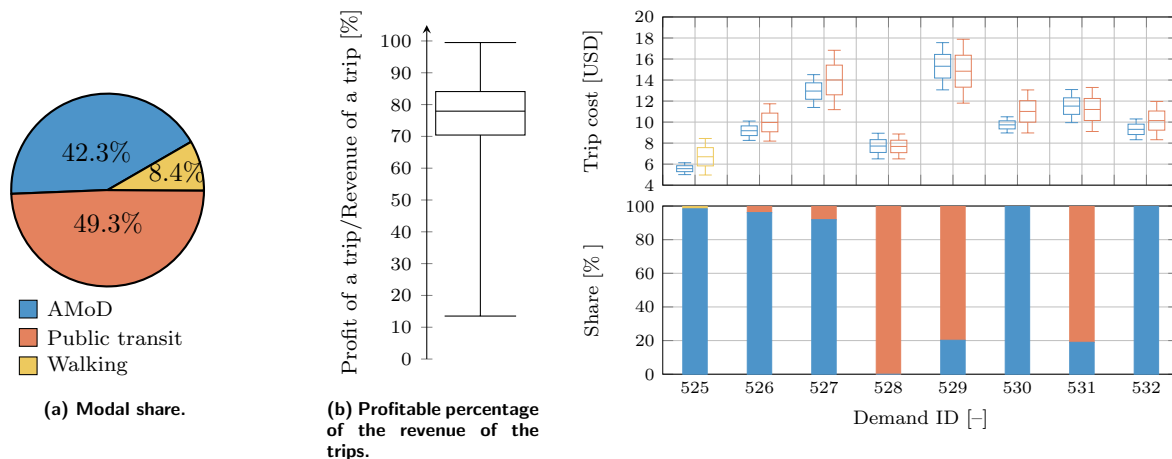 42.3%
8.4%
49.3%
AMoD
Public transit
Walking
(a) Modal share.
Profit of a trip/Revenue of a trip [%]
100
90
80
70
60
50
40
30
20
10
0
(b) Profitable percentage
of the revenue of the
trips.
Trip cost [USD]
20
18
16
14
12
10
8
6
4
Share [% ]
100
80
60
40
20
0
525 526 527 528 529 530 531 532
Demand ID [–]